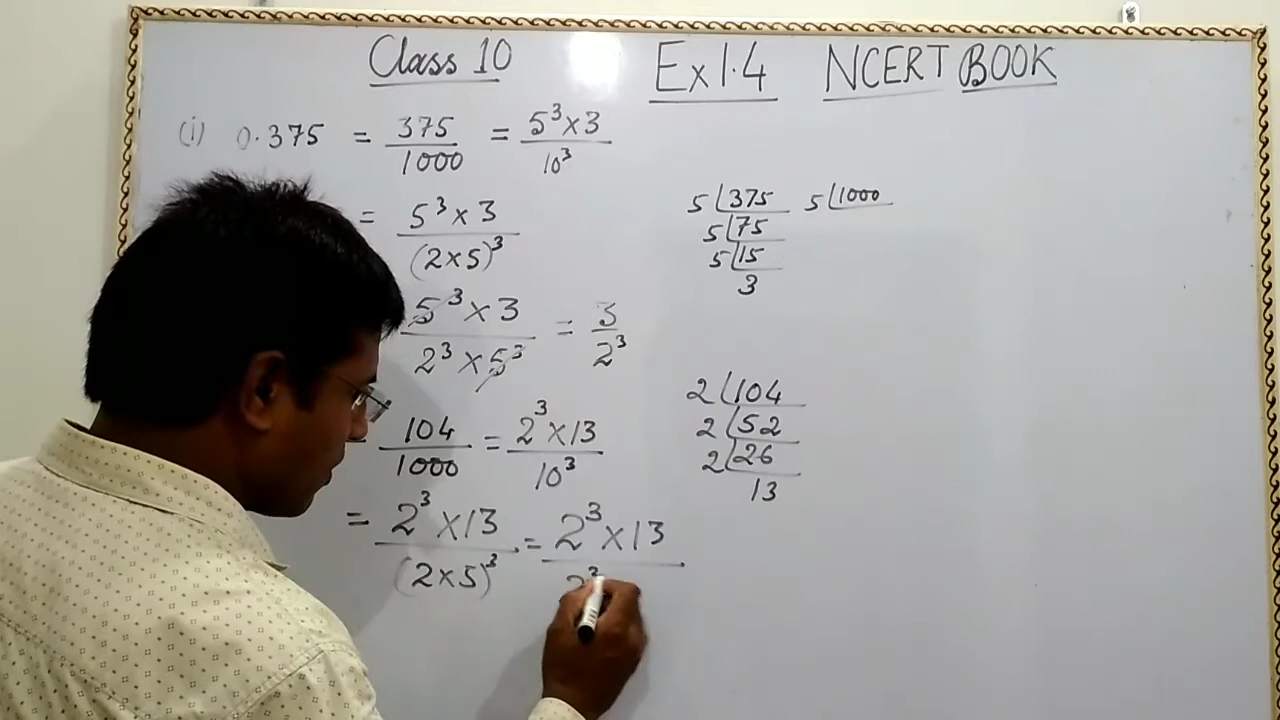 Class 10 Ex 1.4 NCERT BOOK
(i) 0.375 = 375/1000 = 5³×3/10³
= 5³×3/(2×5)³
5³×3/2³×5³ = 3/2³
= 104/1000 = 2³×13/10³
= 2³×13/(2×5)³ = 2³×13/2³
5 375
5 75
5 15
3
5 1000
2 104
2 52
2 26
13